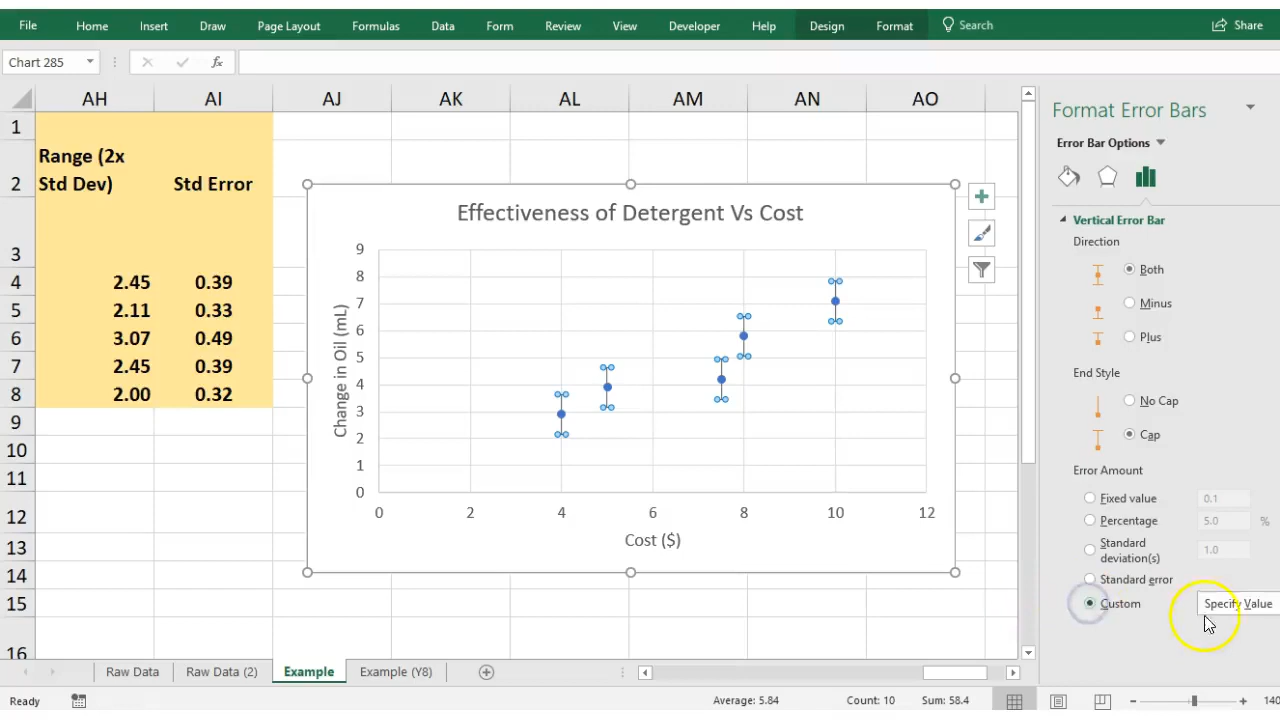 File Home Insert Draw Page Layout Formulas Data Form Review View Developer Help Design Format Search Share
Chart 285 fx
AH AI AJ AK AL AM AN AO
1
2 Range (2x Std Dev) Std Error
3
4 2.45 0.39
5 2.11 0.33
6 3.07 0.49
7 2.45 0.39
8 2.00 0.32
9
10
11
12
13
14
15
16
Effectiveness of Detergent Vs Cost
9
8
7
6
5
4
3
2
1
0
Change in Oil (mL)
0 2 4 6 8 10 12
Cost ($)
Format Error Bars
Error Bar Options
Vertical Error Bar
Direction
Both
Minus
Plus
End Style
No Cap
Cap
Error Amount
Fixed value 0.1
Percentage 5.0 %
Standard deviation(s) 1.0
Standard error
Custom Specify Value
Raw Data Raw Data (2) Example Example (Y8)
Ready Average: 5.84 Count: 10 Sum: 58.4 140